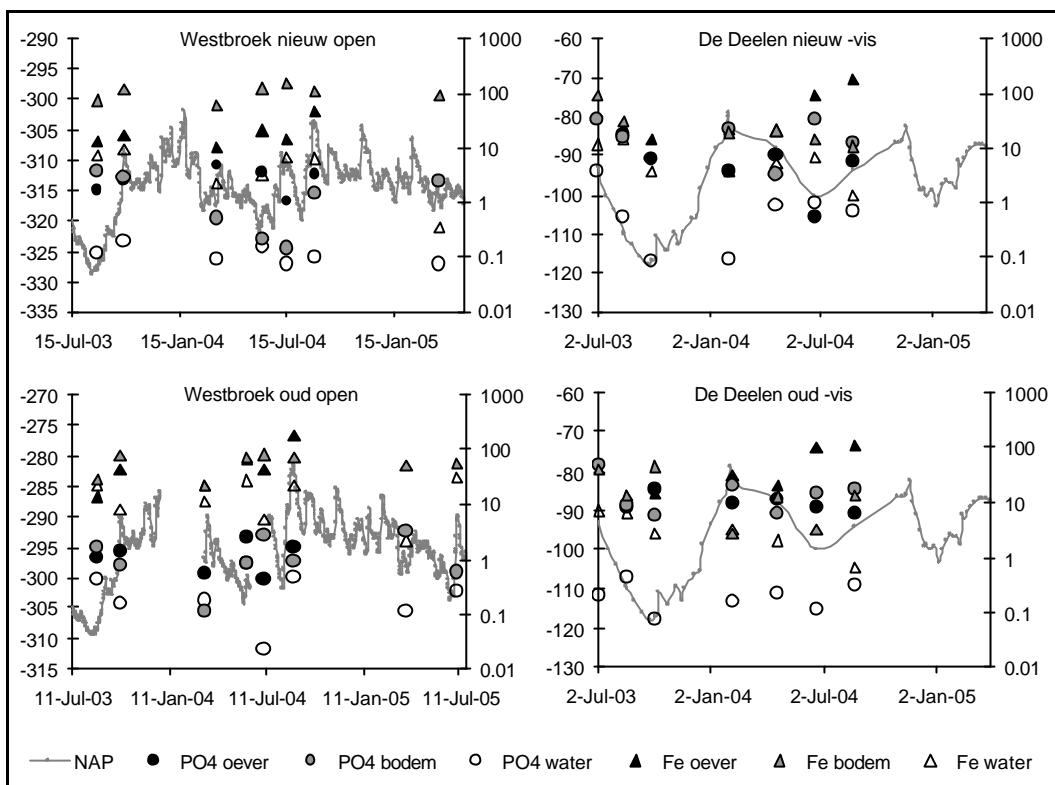 Westbroek nieuw open
-290
-295
-300
-305
-310
-315
-320
-325
-330
-335
1000
100
10
1
0.1
0.01
15-Jul-03
15-Jan-04
15-Jul-04
15-Jan-05
De Deelen nieuw -vis
-60
-70
-80
-90
-100
-110
-120
-130
1000
100
10
1
0.1
0.01
2-Jul-03
2-Jan-04
2-Jul-04
2-Jan-05
Westbroek oud open
-270
-275
-280
-285
-290
-295
-300
-305
-310
-315
1000
100
10
1
0.1
0.01
11-Jul-03
11-Jan-04
11-Jul-04
11-Jan-05
11-Jul-05
De Deelen oud -vis
-60
-70
-80
-90
-100
-110
-120
-130
1000
100
10
1
0.1
0.01
2-Jul-03
2-Jan-04
2-Jul-04
2-Jan-05
NAP PO4 oever PO4 bodem PO4 water Fe oever Fe bodem Fe water